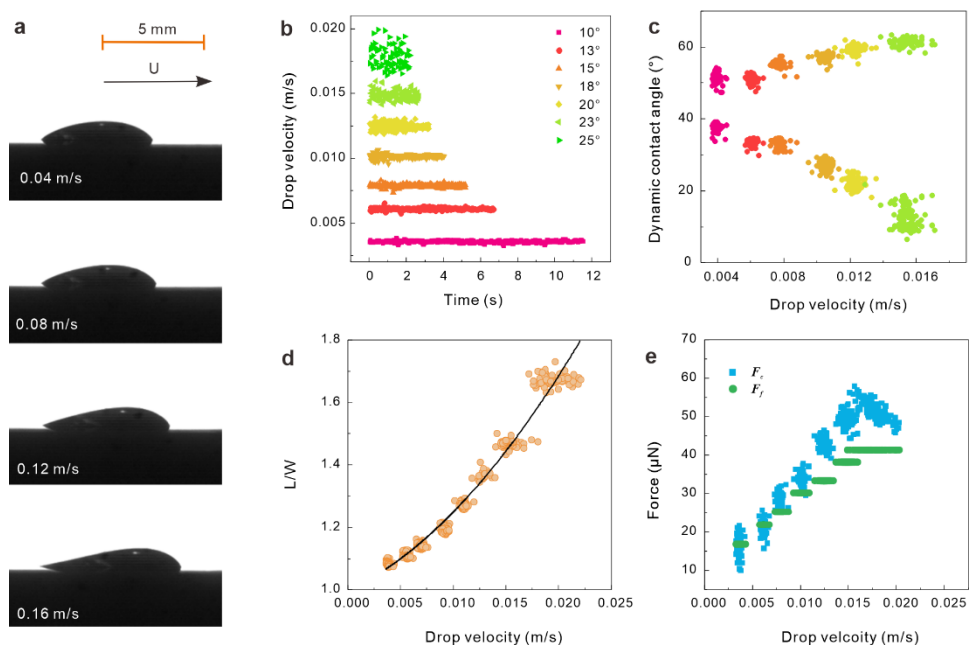 a
5 mm
U
0.04 m/s
0.08 m/s
0.12 m/s
0.16 m/s
b
Drop velocity (m/s)
0.020
0.015
0.010
0.005
0 2 4 6 8 10 12
Time (s)
10°
13°
15°
18°
20°
23°
25°
c
Dynamic contact angle (°)
60
40
20
0
0.004 0.008 0.012 0.016
Drop velocity (m/s)
d
L/W
1.8
1.6
1.4
1.2
1.0
0.000 0.005 0.010 0.015 0.020 0.025
Drop velocity (m/s)
e
Force (μN)
70
60
50
40
30
20
10
F_c
F_f
0.000 0.005 0.010 0.015 0.020 0.025
Drop velcoity (m/s)